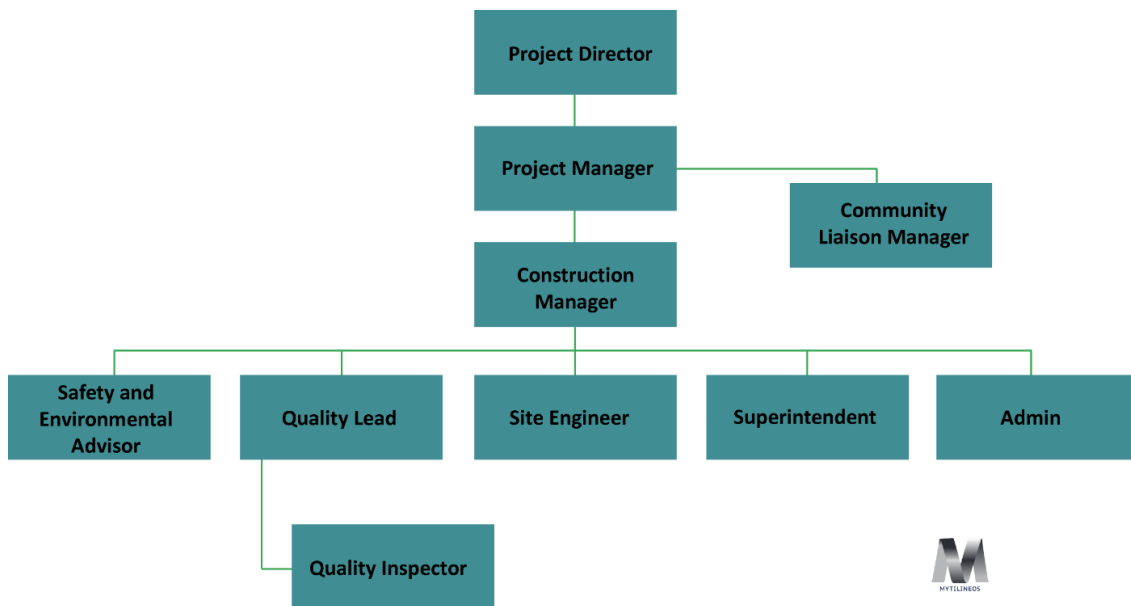 Project Director
Project Manager
Community
Liaison Manager
Construction
Manager
Safety and
Environmental
Advisor
Quality Lead
Site Engineer
Superintendent
Admin
Quality Inspector
MYTILINEOS